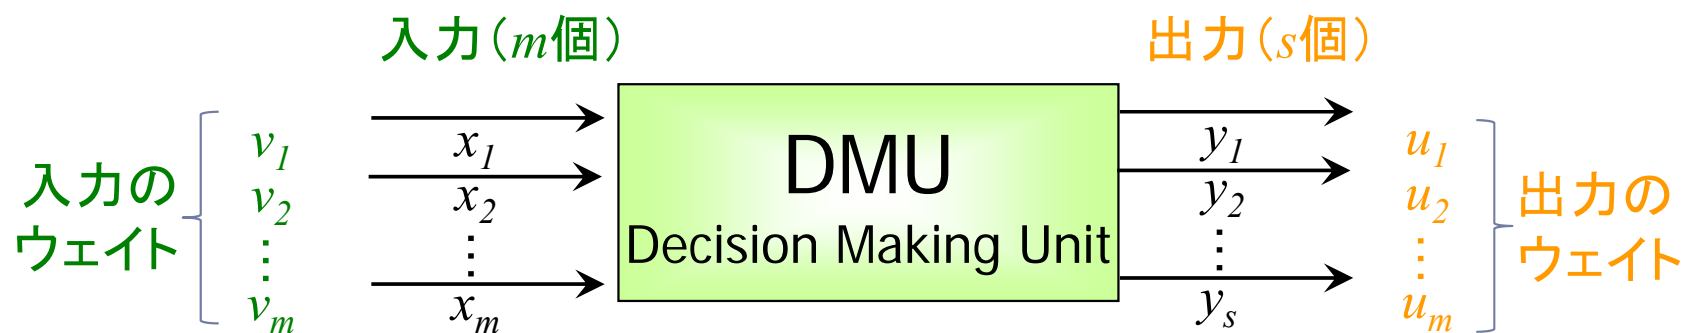 入力（m個）
出力（s個）
入力の
ウェイト
v1
v2
⋮
vm
x1
x2
⋮
xm
DMU
Decision Making Unit
y1
y2
⋮
ys
u1
u2
⋮
um
出力の
ウェイト